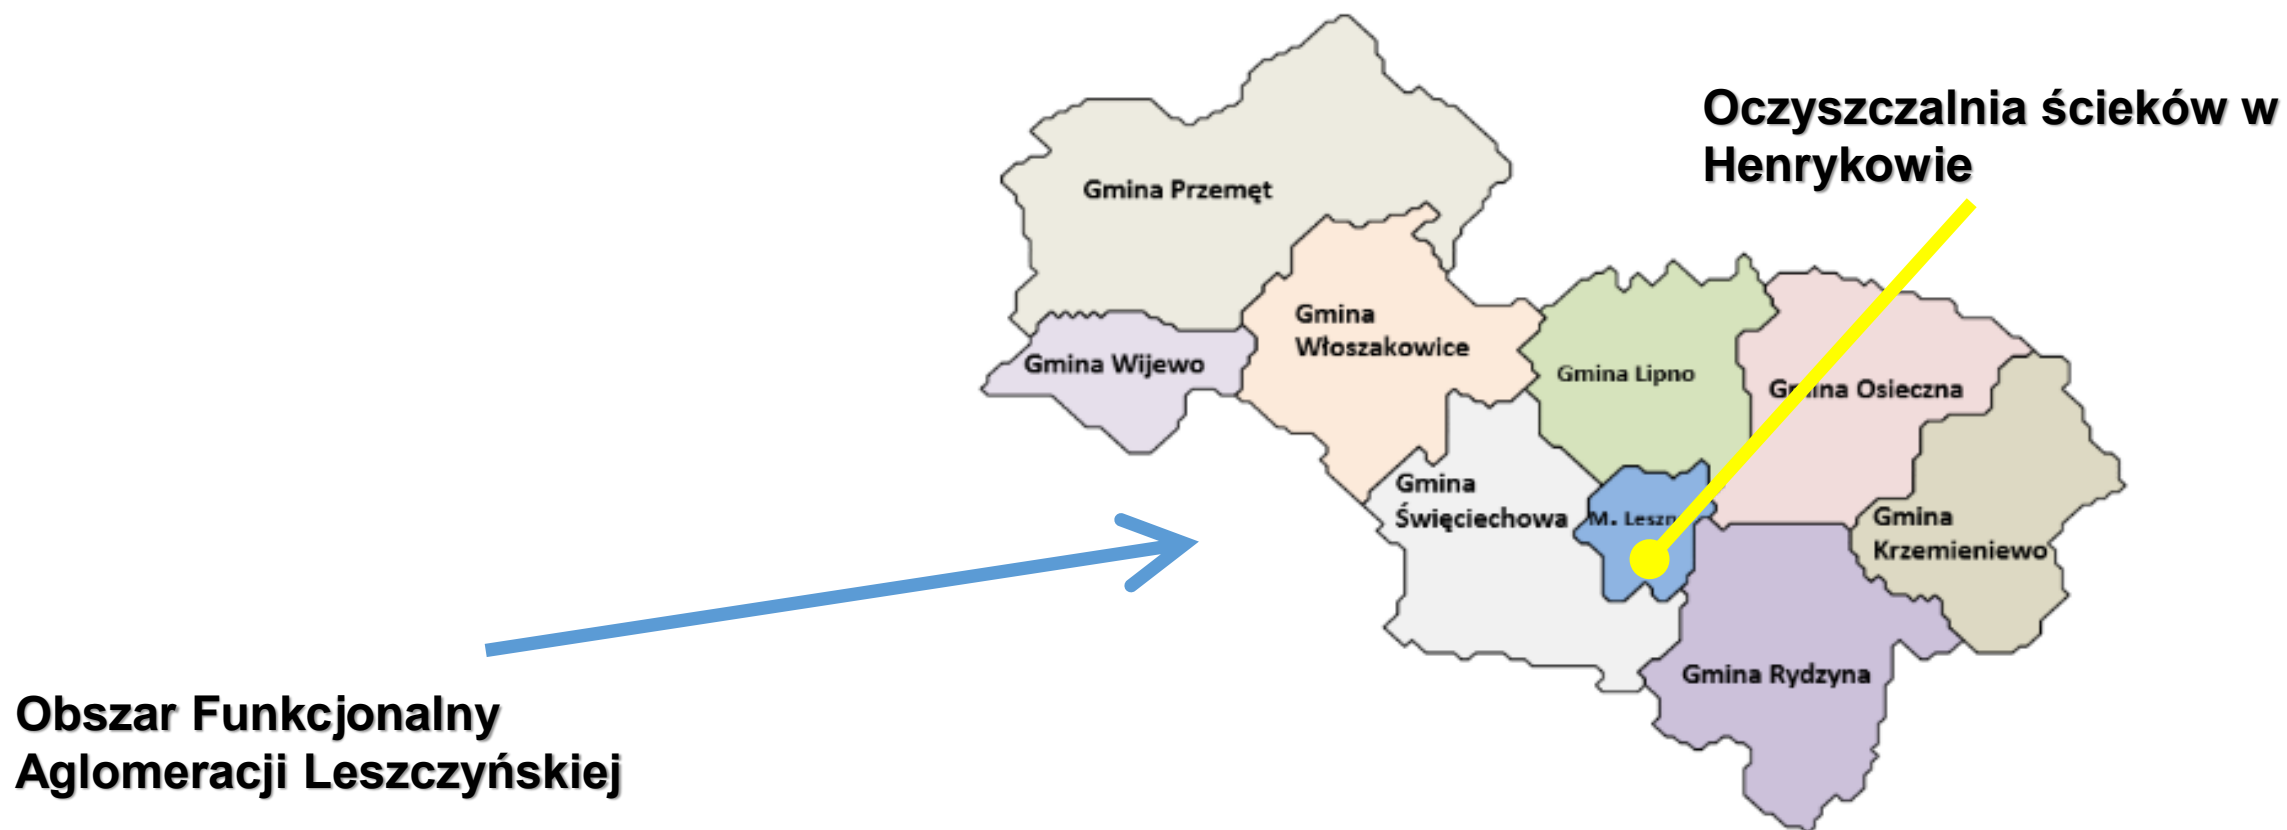 Oczyszczalnia ścieków w
Henrykowie
Gmina Przemęt
Gmina
Włoszakowice
Gmina Wijewo
Gmina Lipno
Gmina Osieczna
Gmina
Święciechowa
M. Leszn
Gmina
Krzemieniewo
Gmina Rydzyna
Obszar Funkcjonalny
Aglomeracji Leszczyńskiej